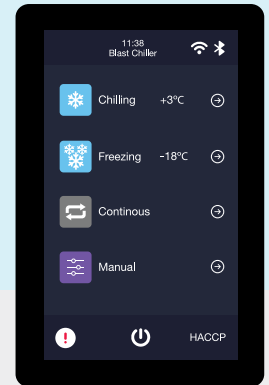 11:38
Blast Chiller
Chilling +3°C
Freezing -18°C
Continous
Manual
! HACCP